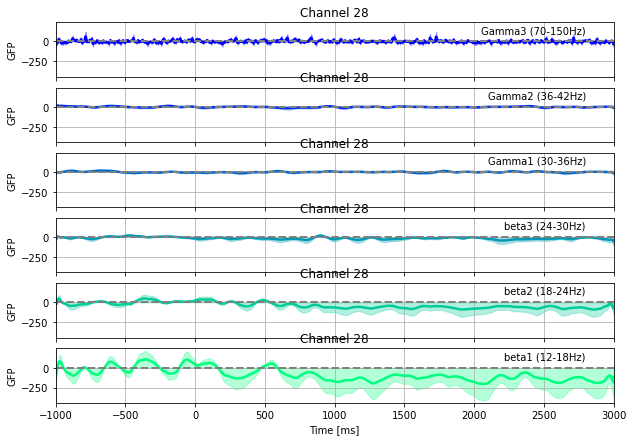 Channel 28
GFP
0
−250
Gamma3 (70-150Hz)
Channel 28
GFP
0
−250
Gamma2 (36-42Hz)
Channel 28
GFP
0
−250
Gamma1 (30-36Hz)
Channel 28
GFP
0
−250
beta3 (24-30Hz)
Channel 28
GFP
0
−250
beta2 (18-24Hz)
Channel 28
GFP
0
−250
beta1 (12-18Hz)
−1000 −500 0 500 1000 1500 2000 2500 3000
Time [ms]